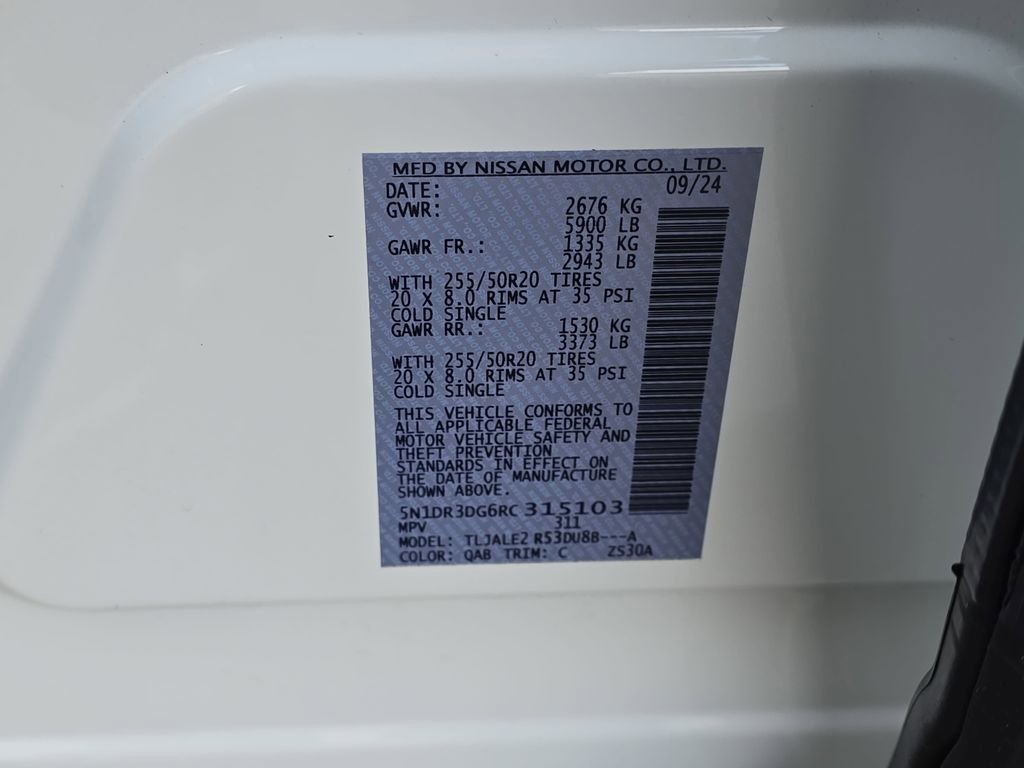 MFD BY NISSAN MOTOR CO., LTD.
DATE: 09/24
GVWR: 2676 KG
5900 LB
GAWR FR.: 1335 KG
2943 LB
WITH 255/50R20 TIRES
20 X 8.0 RIMS AT 35 PSI
COLD SINGLE
GAWR RR.: 1530 KG
3373 LB
WITH 255/50R20 TIRES
20 X 8.0 RIMS AT 35 PSI
COLD SINGLE
THIS VEHICLE CONFORMS TO
ALL APPLICABLE FEDERAL
MOTOR VEHICLE SAFETY AND
THEFT PREVENTION
STANDARDS IN EFFECT ON
THE DATE OF MANUFACTURE
SHOWN ABOVE.
5N1DR3DG6RC315103
MPV 311
MODEL: TLJALE2 R53DU8B---A
COLOR: QAB TRIM: C ZS30A